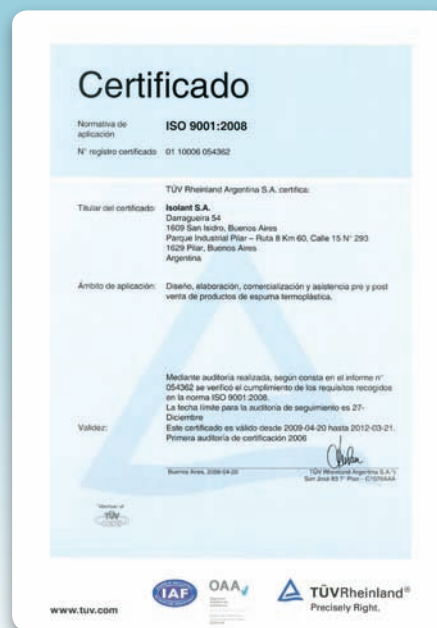 Certificado
Normativa de
aplicación
ISO 9001:2008
N° registro certificado 01 10006 054362
TÜV Rheinland Argentina S.A. certifica:
Titular del certificado: Isolant S.A.
Darragueira 54
1609 San Isidro, Buenos Aires
Parque Industrial Pilar – Ruta 8 Km 60, Calle 15 N° 293
1629 Pilar, Buenos Aires
Argentina
Ámbito de aplicación: Diseño, elaboración, comercialización y asistencia pre y post
venta de productos de espuma termoplástica.
Mediante auditoría realizada, según consta en el informe n°
054362 se verificó el cumplimiento de los requisitos recogidos
en la norma ISO 9001:2008.
La fecha límite para la auditoría de seguimiento es 27-
Diciembre
Validez: Este certificado es válido desde 2009-04-20 hasta 2012-03-21.
Primera auditoría de certificación 2006
Buenos Aires, 2009-04-20
TÜV Rheinland Argentina S.A.
Member of
TÜV
www.tuv.com
IAF
OAA
TÜVRheinland®
Precisely Right.